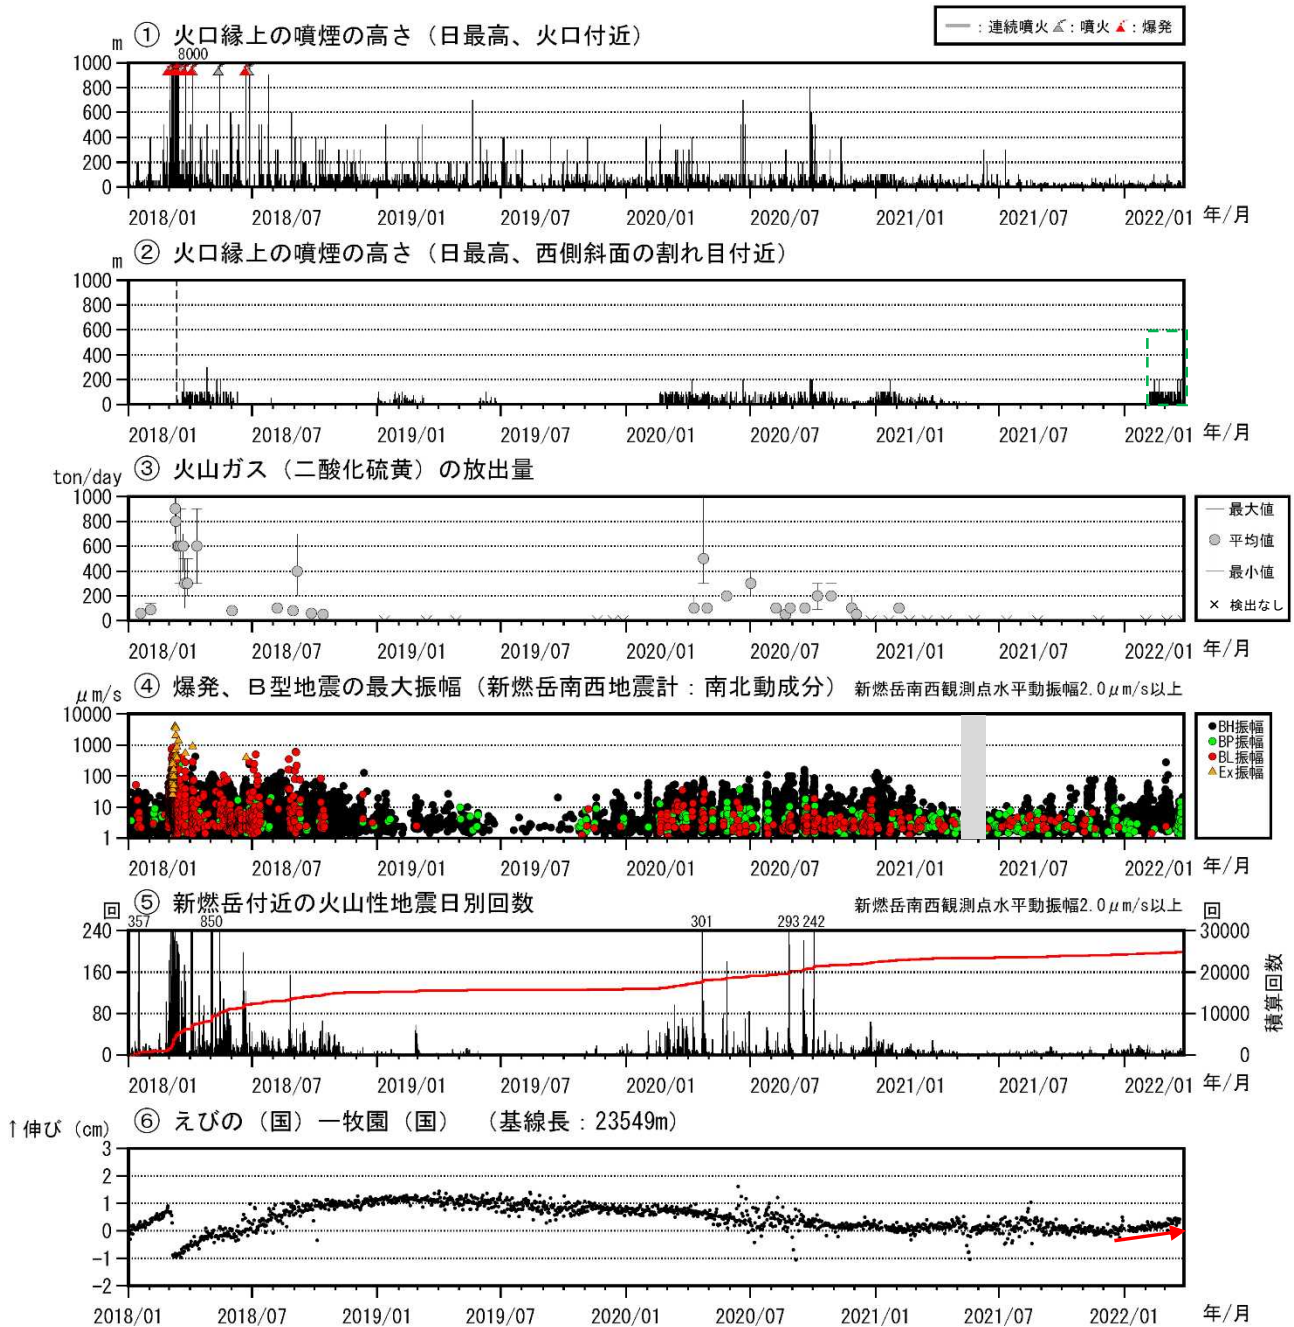 ① 火口縁上の噴煙の高さ（日最高、火口付近）
：連続噴火 ：噴火 ：爆発
m
8000
1000
800
600
400
200
0
2018/01 2018/07 2019/01 2019/07 2020/01 2020/07 2021/01 2021/07 2022/01 年/月
② 火口縁上の噴煙の高さ（日最高、西側斜面の割れ目付近）
m
1000
800
600
400
200
0
2018/01 2018/07 2019/01 2019/07 2020/01 2020/07 2021/01 2021/07 2022/01 年/月
③ 火山ガス（二酸化硫黄）の放出量
ton/day
1000
800
600
400
200
0
最大値
平均値
最小値
× 検出なし
2018/01 2018/07 2019/01 2019/07 2020/01 2020/07 2021/01 2021/07 2022/01 年/月
④ 爆発、Ｂ型地震の最大振幅（新燃岳南西地震計：南北動成分） 新燃岳南西観測点水平動振幅2.0μm/s以上
μm/s
10000
1000
100
10
1
BH振幅
BP振幅
BL振幅
Ex振幅
2018/01 2018/07 2019/01 2019/07 2020/01 2020/07 2021/01 2021/07 2022/01 年/月
⑤ 新燃岳付近の火山性地震日別回数 新燃岳南西観測点水平動振幅2.0μm/s以上
回 回
357 850 301 293 242
240 30000
160 20000
80 10000
0 0
積算回数
2018/01 2018/07 2019/01 2019/07 2020/01 2020/07 2021/01 2021/07 2022/01 年/月
⑥ えびの（国）ー牧園（国） （基線長：23549m）
↑伸び（cm）
3
2
1
0
-1
-2
2018/01 2018/07 2019/01 2019/07 2020/01 2020/07 2021/01 2021/07 2022/01 年/月